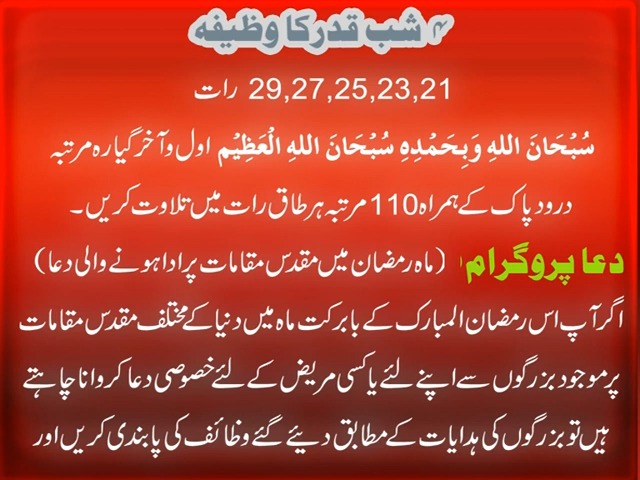 ۴ شب قدر کا وظیفہ
21,23,25,27,29 رات
سُبْحَانَ اللهِ وَبِحَمْدِهِ سُبْحَانَ اللهِ الْعَظِيْم اول و آخر گیارہ مرتبہ
درود پاک کے ہمراہ 110 مرتبہ ہر طاق رات میں تلاوت کریں۔
دعا پروگرام (ماہ رمضان میں مقدس مقامات پر ادا ہونے والی دعا)
اگر آپ اس رمضان المبارک کے بابرکت ماہ میں دنیا کے مختلف مقدس مقامات
پر موجود بزرگوں سے اپنے لئے یا کسی مریض کے لئے خصوصی دعا کروانا چاہتے
ہیں تو بزرگوں کی ہدایات کے مطابق دیئے گئے وظائف کی پابندی کریں اور